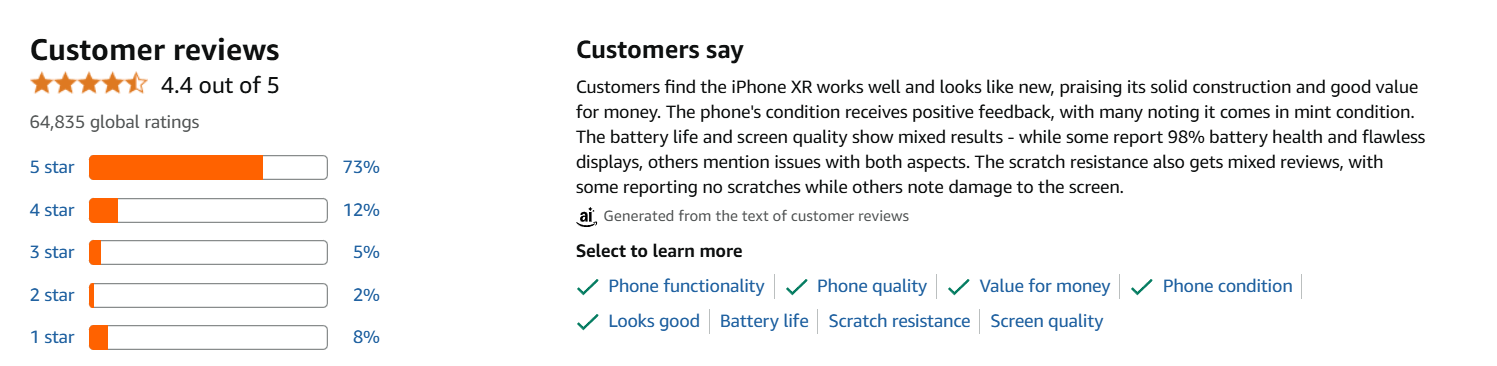 Customer reviews
4.4 out of 5
64,835 global ratings
5 star 73%
4 star 12%
3 star 5%
2 star 2%
1 star 8%
Customers say
Customers find the iPhone XR works well and looks like new, praising its solid construction and good value
for money. The phone's condition receives positive feedback, with many noting it comes in mint condition.
The battery life and screen quality show mixed results - while some report 98% battery health and flawless
displays, others mention issues with both aspects. The scratch resistance also gets mixed reviews, with
some reporting no scratches while others note damage to the screen.
ai Generated from the text of customer reviews
Select to learn more
Phone functionality Phone quality Value for money Phone condition
Looks good Battery life Scratch resistance Screen quality